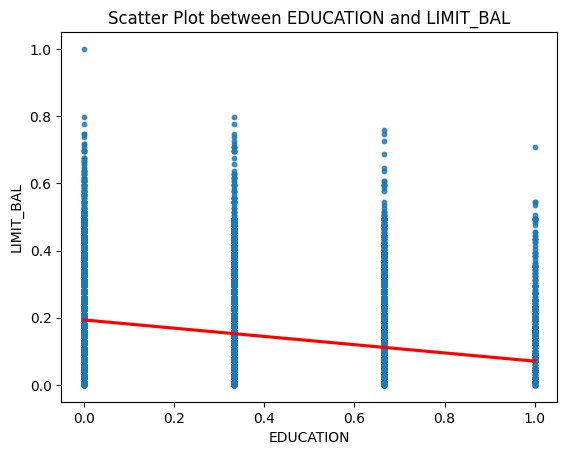 Scatter Plot between EDUCATION and LIMIT_BAL
1.0
0.8
0.6
0.4
0.2
0.0
LIMIT_BAL
0.0 0.2 0.4 0.6 0.8 1.0
EDUCATION